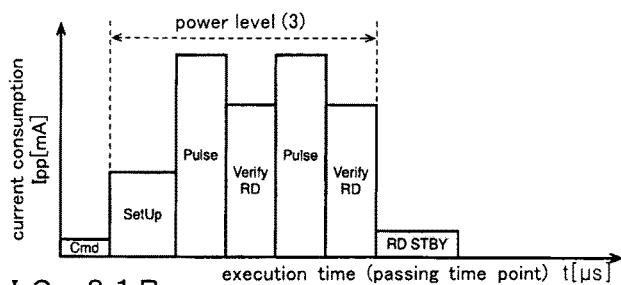 power level (3)
current consumption
Ipp[mA]
Cmd
SetUp
Pulse
Verify
RD
Pulse
Verify
RD
RD STBY
execution time (passing time point) t[μs]